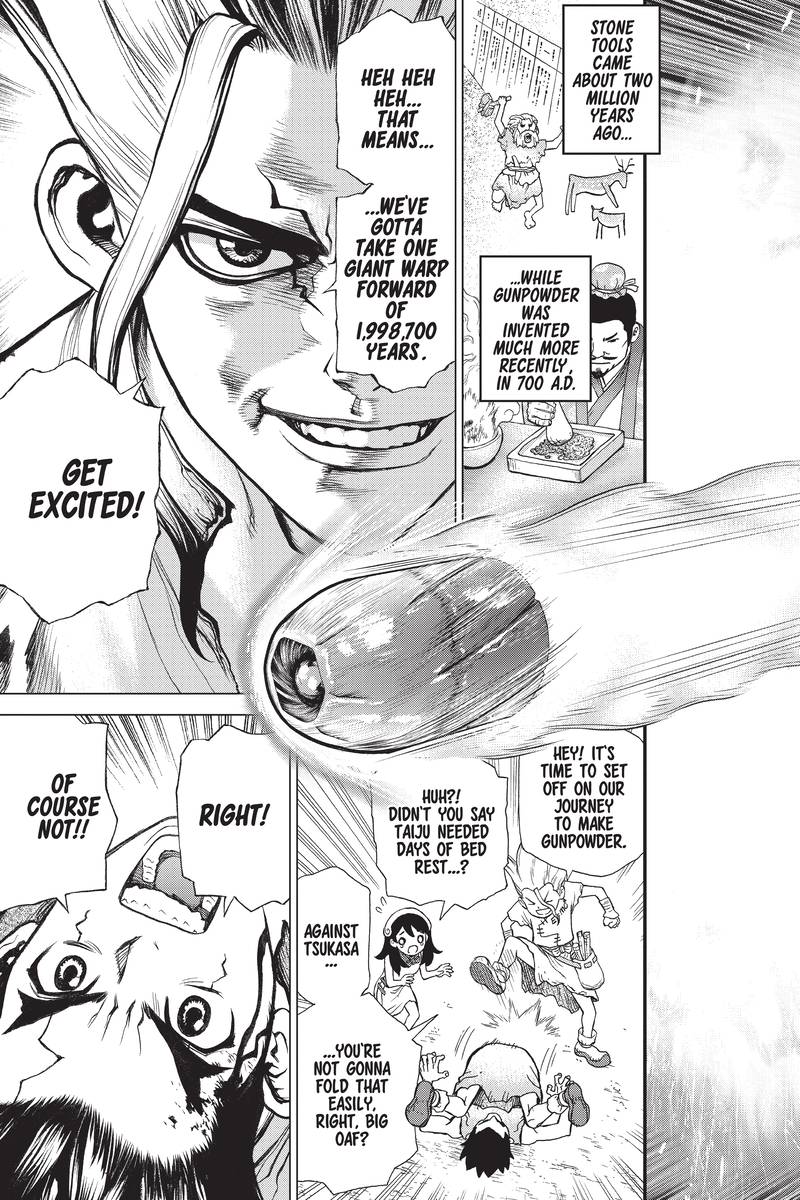 STONE
TOOLS
CAME
ABOUT TWO
MILLION
YEARS
AGO...
...WHILE
GUNPOWDER
WAS
INVENTED
MUCH MORE
RECENTLY,
IN 700 A.D.
HEH HEH
HEH...
THAT
MEANS...
...WE'VE
GOTTA
TAKE ONE
GIANT WARP
FORWARD
OF
1,998,700
YEARS.
GET
EXCITED!
HEY! IT'S
TIME TO SET
OFF ON OUR
JOURNEY
TO MAKE
GUNPOWDER.
HUH?!
DIDN'T YOU SAY
TAIJU NEEDED
DAYS OF BED
REST...?
AGAINST
TSUKASA
...
...YOU'RE
NOT GONNA
FOLD THAT
EASILY,
RIGHT, BIG
OAF?
RIGHT!
OF
COURSE
NOT!!